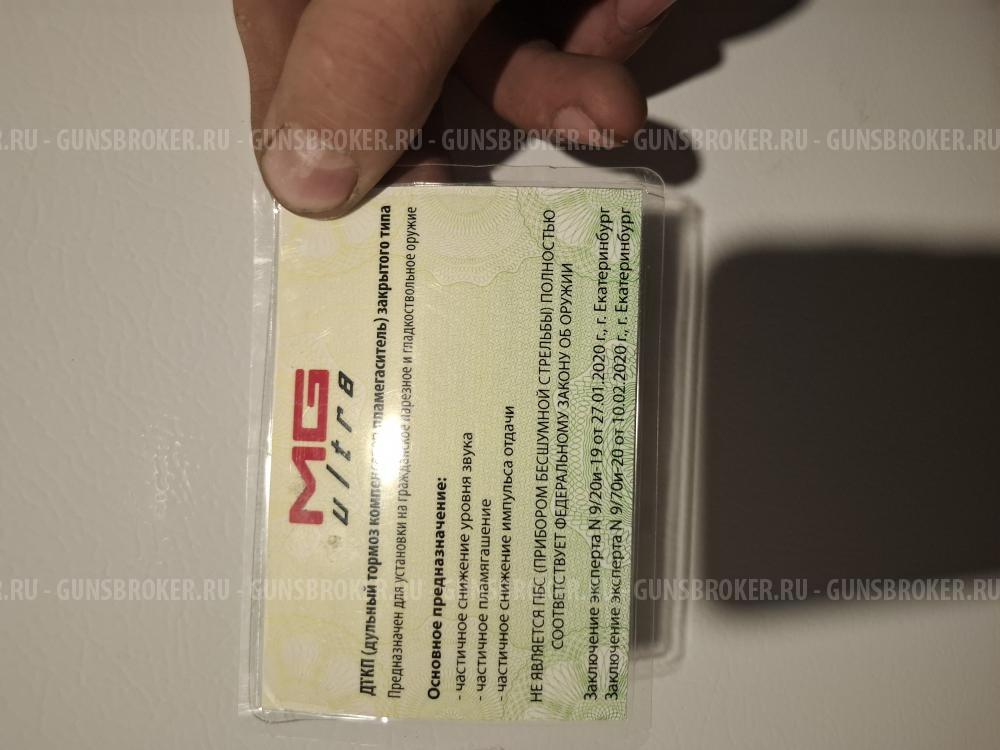 MG
ultra
ДТКП (дульный тормоз компенсатор пламегаситель) закрытого типа
Предназначен для установки на гражданское нарезное и гладкоствольное оружие
Основное предназначение:
- частичное снижение уровня звука
- частичное пламягашение
- частичное снижение импульса отдачи
НЕ ЯВЛЯЕТСЯ ПБС (ПРИБОРОМ БЕСШУМНОЙ СТРЕЛЬБЫ) ПОЛНОСТЬЮ
СООТВЕТСТВУЕТ ФЕДЕРАЛЬНОМУ ЗАКОНУ ОБ ОРУЖИИ
Заключение эксперта N 9/20и-19 от 27.01.2020 г., г. Екатеринбург
Заключение эксперта N 9/70и-20 от 10.02.2020 г., г. Екатеринбург
.RU - GUNSBROKER.RU - GUNSBROKER.RU - GUNSBROKER.RU - GUNSBROKER.RU - GUNSBROKER.RU
.RU - GUNSBROKER.RU - GUNSBROKER.RU - GUNSBROKER.RU - GUNSBROKER.RU - GUNSBROKER.RU